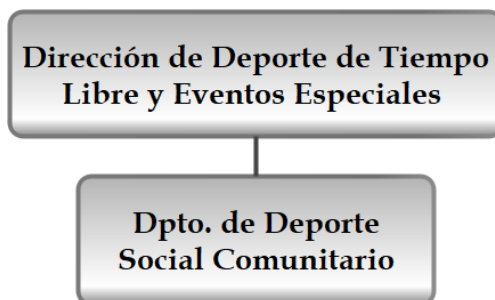 Dirección de Deporte de Tiempo
Libre y Eventos Especiales
Dpto. de Deporte
Social Comunitario